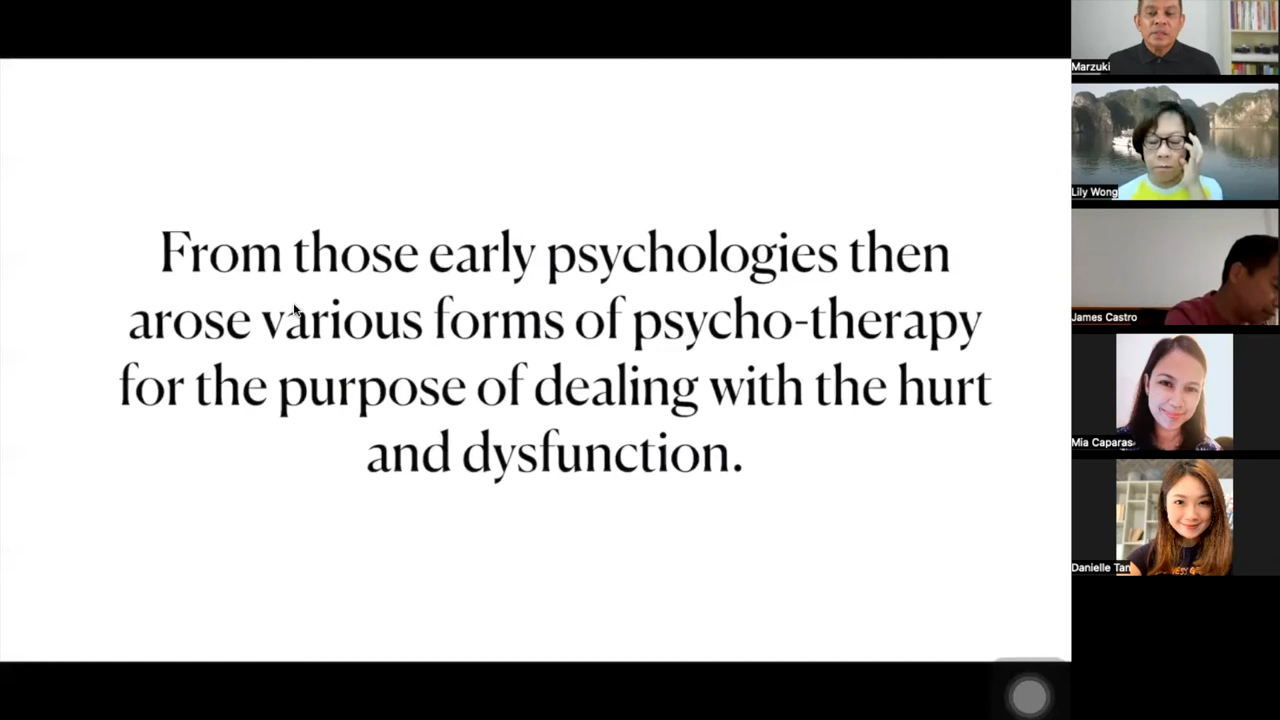 From those early psychologies then
arose various forms of psycho-therapy
for the purpose of dealing with the hurt
and dysfunction.
Marzuki
Lily Wong
James Castro
Mia Caparas
Danielle Tan